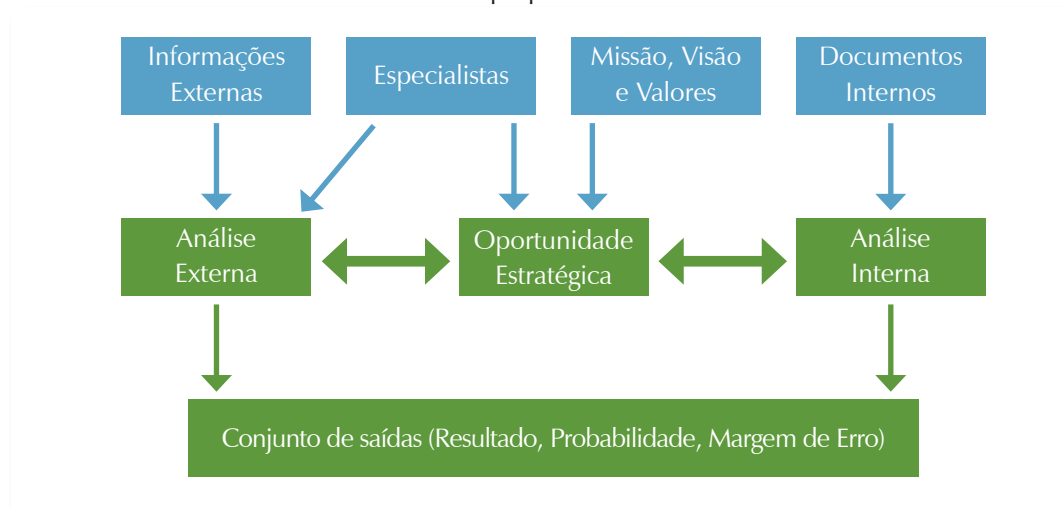 Informações
Externas
Especialistas
Missão, Visão
e Valores
Documentos
Internos
Análise
Externa
Oportunidade
Estratégica
Análise
Interna
Conjunto de saídas (Resultado, Probabilidade, Margem de Erro)